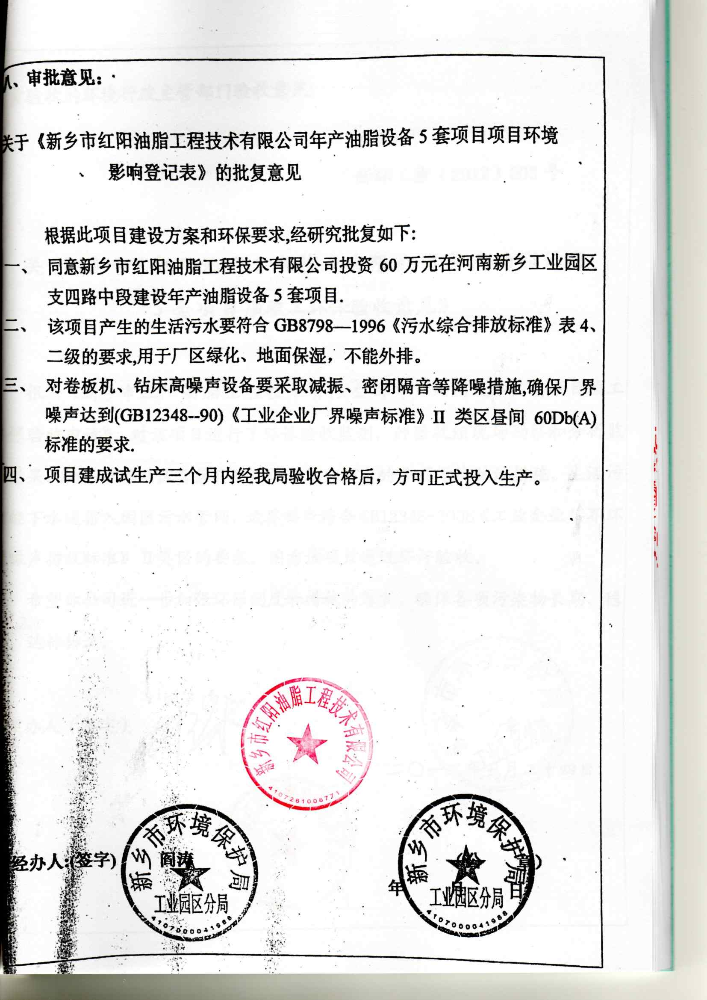 八、审批意见：
关于《新乡市红阳油脂工程技术有限公司年产油脂设备 5 套项目项目环境
影响登记表》的批复意见
根据此项目建设方案和环保要求,经研究批复如下:
一、 同意新乡市红阳油脂工程技术有限公司投资 60 万元在河南新乡工业园区
支四路中段建设年产油脂设备 5 套项目.
二、 该项目产生的生活污水要符合 GB8798—1996《污水综合排放标准》表 4、
二级的要求,用于厂区绿化、地面保湿，不能外排。
三、 对卷板机、钻床高噪声设备要采取减振、密闭隔音等降噪措施,确保厂界
噪声达到(GB12348--90)《工业企业厂界噪声标准》II 类区昼间 60Db(A)
标准的要求.
四、 项目建成试生产三个月内经我局验收合格后，方可正式投入生产。
新乡市红阳油脂工程技术有限公司
4107261006771
经办人:(签字) 阎涛
新乡市环境保护局
工业园区分局
4107000041988
新乡市环境保护局
工业园区分局
4107000041988
(公 章)
年 月 日